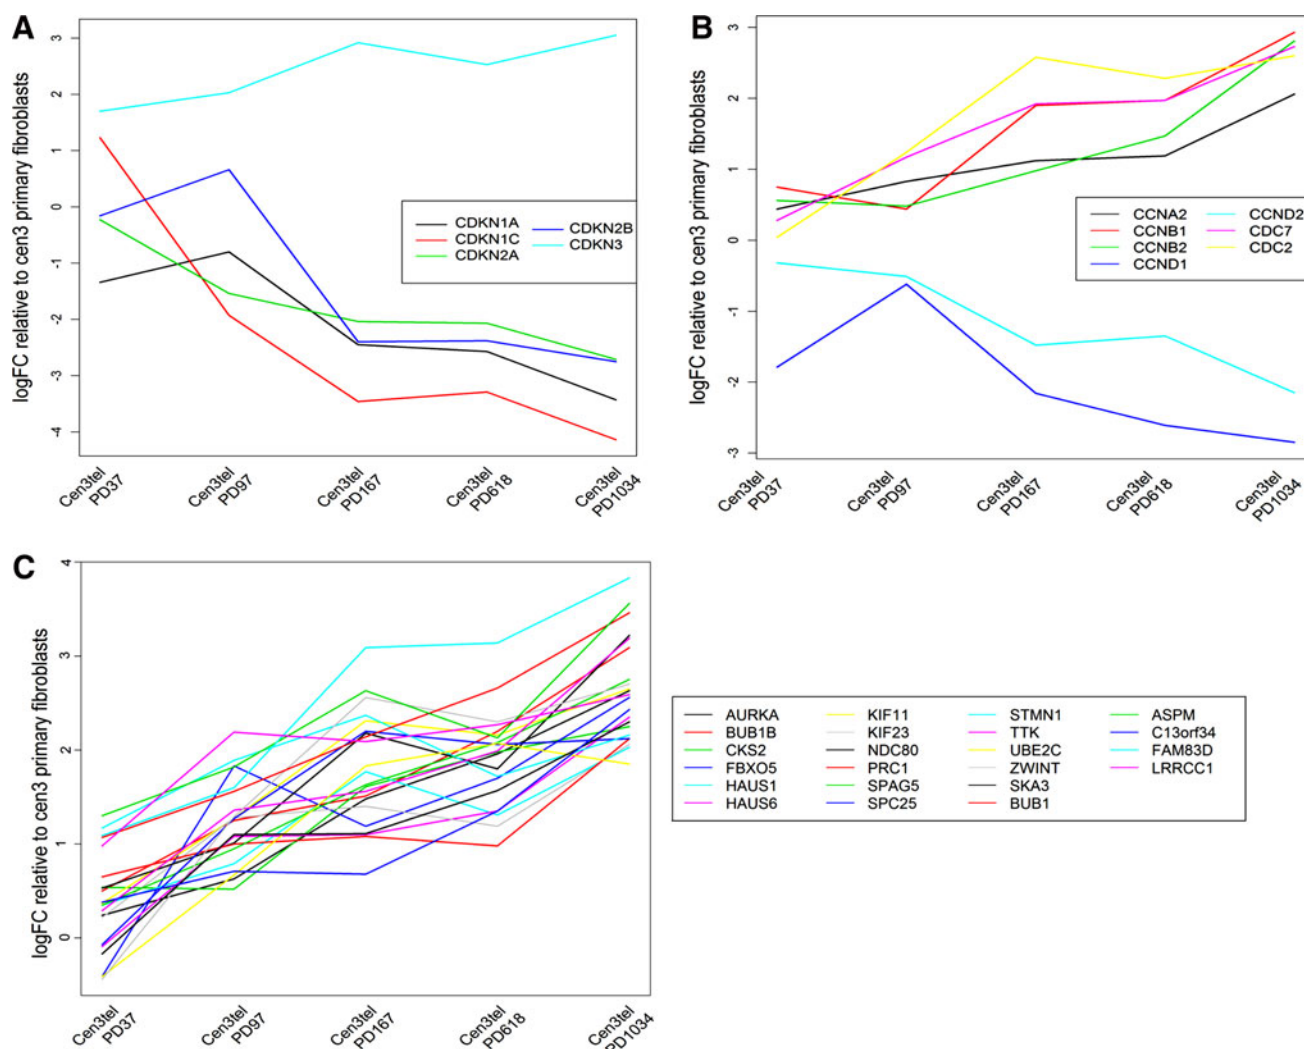 A
logFC relative to cen3 primary fibroblasts
3
2
1
0
-1
-2
-3
-4
CDKN1A
CDKN1C
CDKN2A
CDKN2B
CDKN3
Cen3tel
PD37
Cen3tel
PD97
Cen3tel
PD167
Cen3tel
PD618
Cen3tel
PD1034
B
logFC relative to cen3 primary fibroblasts
3
2
1
0
-1
-2
-3
CCNA2
CCNB1
CCNB2
CCND1
CCND2
CDC7
CDC2
Cen3tel
PD37
Cen3tel
PD97
Cen3tel
PD167
Cen3tel
PD618
Cen3tel
PD1034
C
logFC relative to cen3 primary fibroblasts
4
3
2
1
0
Cen3tel
PD37
Cen3tel
PD97
Cen3tel
PD167
Cen3tel
PD618
Cen3tel
PD1034
AURKA
BUB1B
CKS2
FBXO5
HAUS1
HAUS6
KIF11
KIF23
NDC80
PRC1
SPAG5
SPC25
STMN1
TTK
UBE2C
ZWINT
SKA3
BUB1
ASPM
C13orf34
FAM83D
LRRCC1